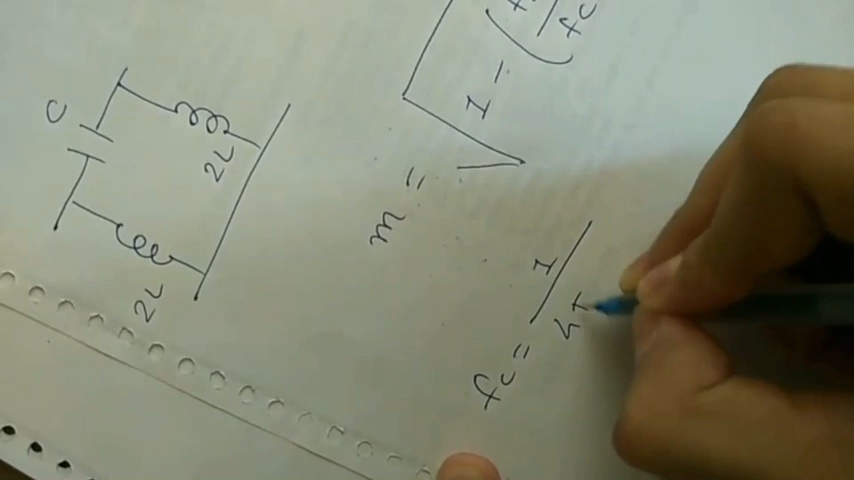 C
2L
2L
m = √1 - (f
fc
fc = 1
4π